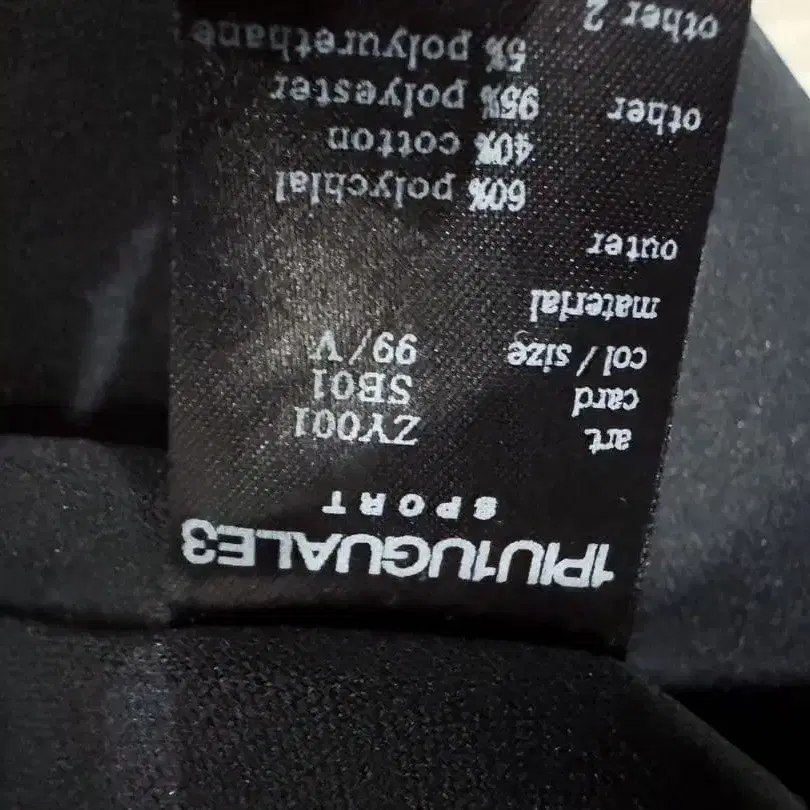 1PIU1UGUALE3
SPORT
art ZY001
card SB01
col/size 99/V
material
outer
60% polychlal
40% cotton
other 95% polyester
5% polyurethane
other 2